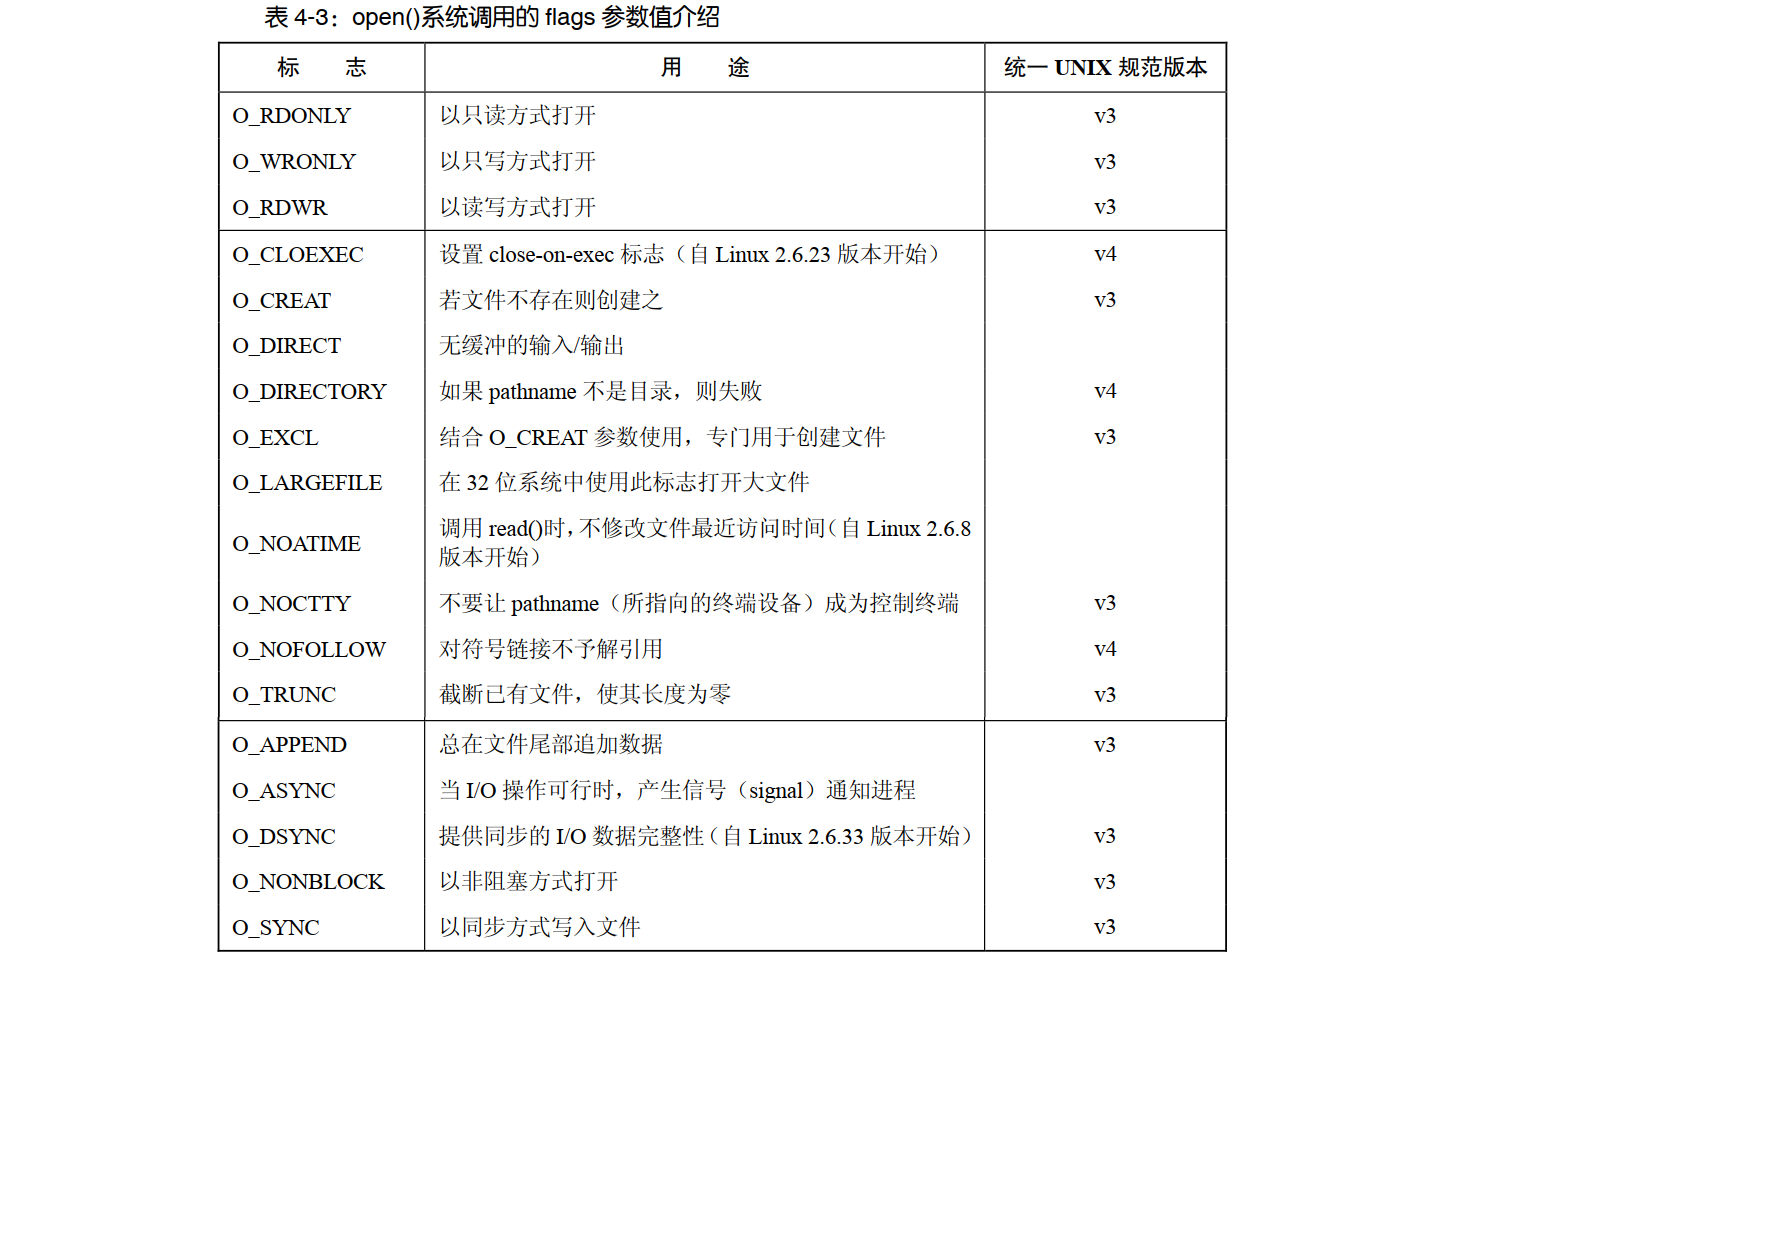 表 4-3：open()系统调用的 flags 参数值介绍
标 志 用 途 统一 UNIX 规范版本
O_RDONLY 以只读方式打开 v3
O_WRONLY 以只写方式打开 v3
O_RDWR 以读写方式打开 v3
O_CLOEXEC 设置 close-on-exec 标志（自 Linux 2.6.23 版本开始） v4
O_CREAT 若文件不存在则创建之 v3
O_DIRECT 无缓冲的输入/输出
O_DIRECTORY 如果 pathname 不是目录，则失败 v4
O_EXCL 结合 O_CREAT 参数使用，专门用于创建文件 v3
O_LARGEFILE 在 32 位系统中使用此标志打开大文件
O_NOATIME 调用 read()时，不修改文件最近访问时间（自 Linux 2.6.8
版本开始）
O_NOCTTY 不要让 pathname（所指向的终端设备）成为控制终端 v3
O_NOFOLLOW 对符号链接不予解引用 v4
O_TRUNC 截断已有文件，使其长度为零 v3
O_APPEND 总在文件尾部追加数据 v3
O_ASYNC 当 I/O 操作可行时，产生信号（signal）通知进程
O_DSYNC 提供同步的 I/O 数据完整性（自 Linux 2.6.33 版本开始） v3
O_NONBLOCK 以非阻塞方式打开 v3
O_SYNC 以同步方式写入文件 v3